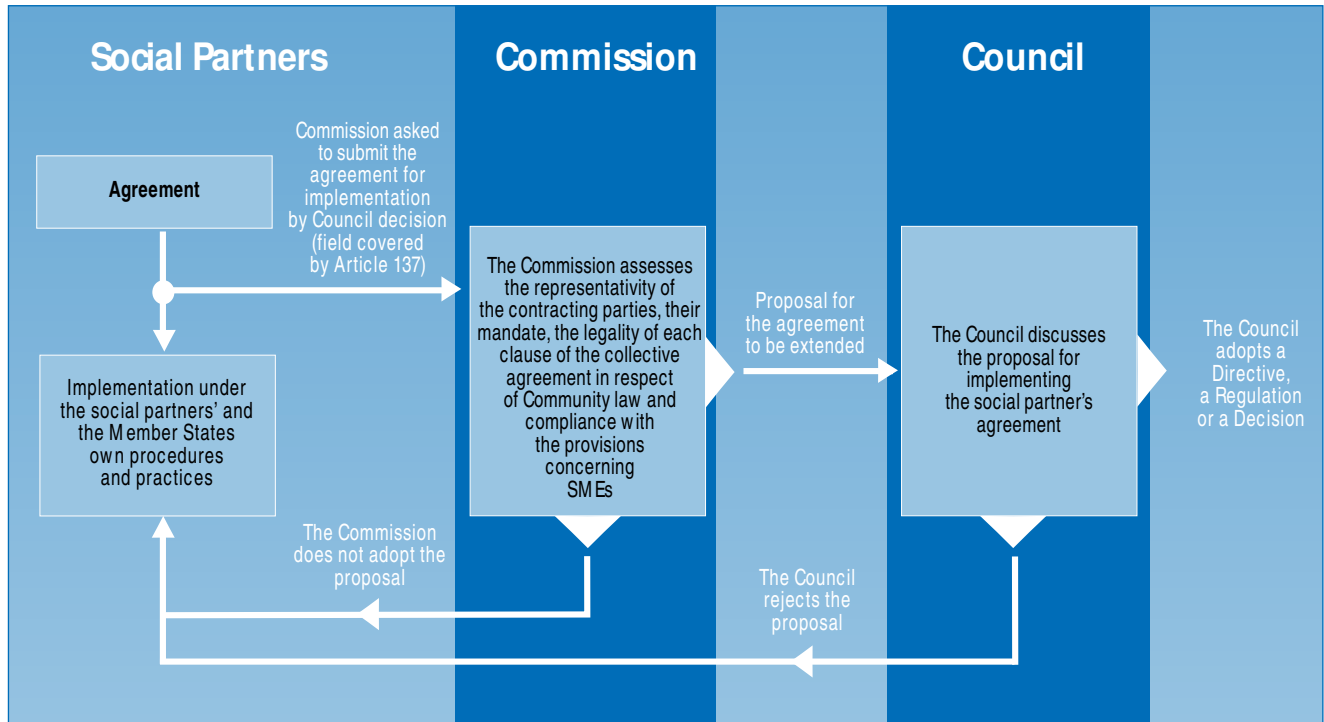 Social Partners
Commission
Council
Agreement
Commission asked
to submit the
agreement for
implementation
by Council decision
(field covered
by Article 137)
Implementation under
the social partners' and
the Member States
own procedures
and practices
The Commission assesses
the representativity of
the contracting parties, their
mandate, the legality of each
clause of the collective
agreement in respect
of Community law and
compliance with
the provisions
concerning
SMEs
Proposal for
the agreement
to be extended
The Council discusses
the proposal for
implementing
the social partner's
agreement
The Council
adopts a
Directive,
a Regulation
or a Decision
The Commission
does not adopt the
proposal
The Council
rejects the
proposal